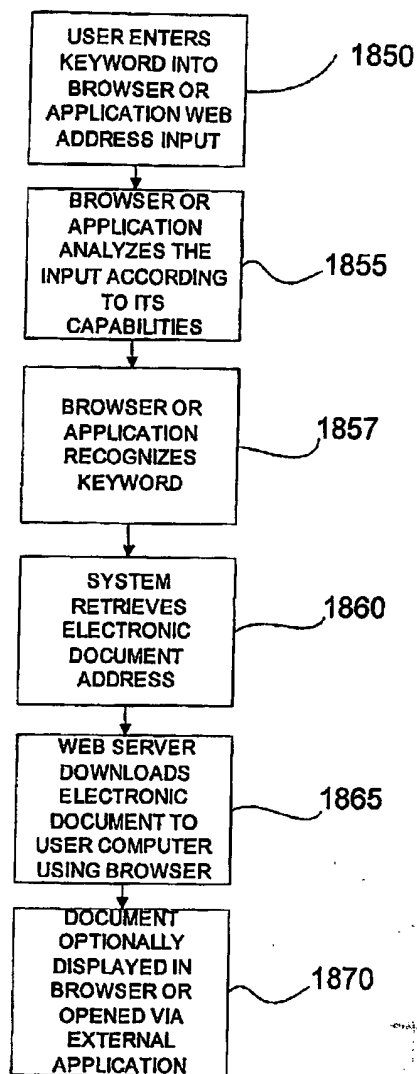 USER ENTERS
KEYWORD INTO
BROWSER OR
APPLICATION WEB
ADDRESS INPUT
1850
BROWSER OR
APPLICATION
ANALYZES THE
INPUT ACCORDING
TO ITS
CAPABILITIES
1855
BROWSER OR
APPLICATION
RECOGNIZES
KEYWORD
1857
SYSTEM
RETRIEVES
ELECTRONIC
DOCUMENT
ADDRESS
1860
WEB SERVER
DOWNLOADS
ELECTRONIC
DOCUMENT TO
USER COMPUTER
USING BROWSER
1865
DOCUMENT
OPTIONALLY
DISPLAYED IN
BROWSER OR
OPENED VIA
EXTERNAL
APPLICATION
1870